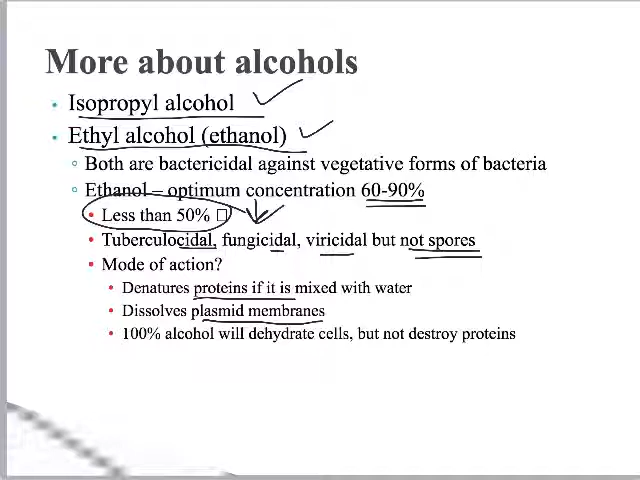 More about alcohols
• Isopropyl alcohol
• Ethyl alcohol (ethanol)
◦ Both are bactericidal against vegetative forms of bacteria
◦ Ethanol – optimum concentration 60-90%
• Less than 50% □
• Tuberculocidal, fungicidal, viricidal but not spores
• Mode of action?
• Denatures proteins if it is mixed with water
• Dissolves plasmid membranes
• 100% alcohol will dehydrate cells, but not destroy proteins